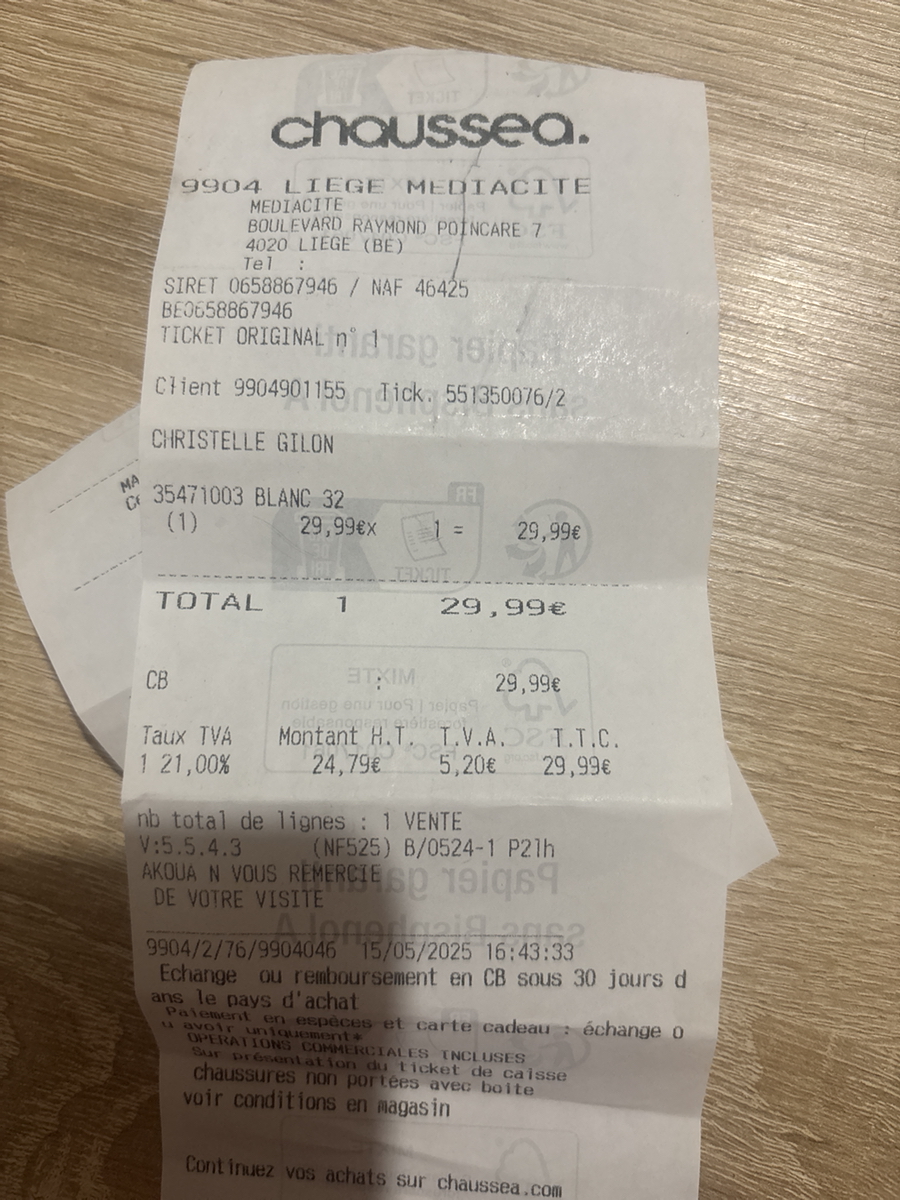 chaussea.
9904 LIEGE MEDIACITE
MEDIACITE
BOULEVARD RAYMOND POINCARE 7
4020 LIEGE (BE)
Tel :
SIRET 0658867946 / NAF 46425
BE0658867946
TICKET ORIGINAL n° 1
Client 9904901155 Tick. 551350076/2
CHRISTELLE GILON
35471003 BLANC 32
(1) 29,99€x 1 = 29,99€
TOTAL 1 29,99€
CB : 29,99€
Taux TVA Montant H.T. T.V.A. T.T.C.
1 21,00% 24,79€ 5,20€ 29,99€
nb total de lignes : 1 VENTE
V:5.5.4.3 (NF525) B/0524-1 P21h
AKOUA N VOUS REMERCIE
DE VOTRE VISITE
9904/2/76/9904046 15/05/2025 16:43:33
Echange ou remboursement en CB sous 30 jours d
ans le pays d'achat
Paiement en espèces et carte cadeau : échange o
u avoir uniquement*
OPERATIONS COMMERCIALES INCLUSES
Sur présentation du ticket de caisse
chaussures non portées avec boite
voir conditions en magasin
Continuez vos achats sur chaussea.com